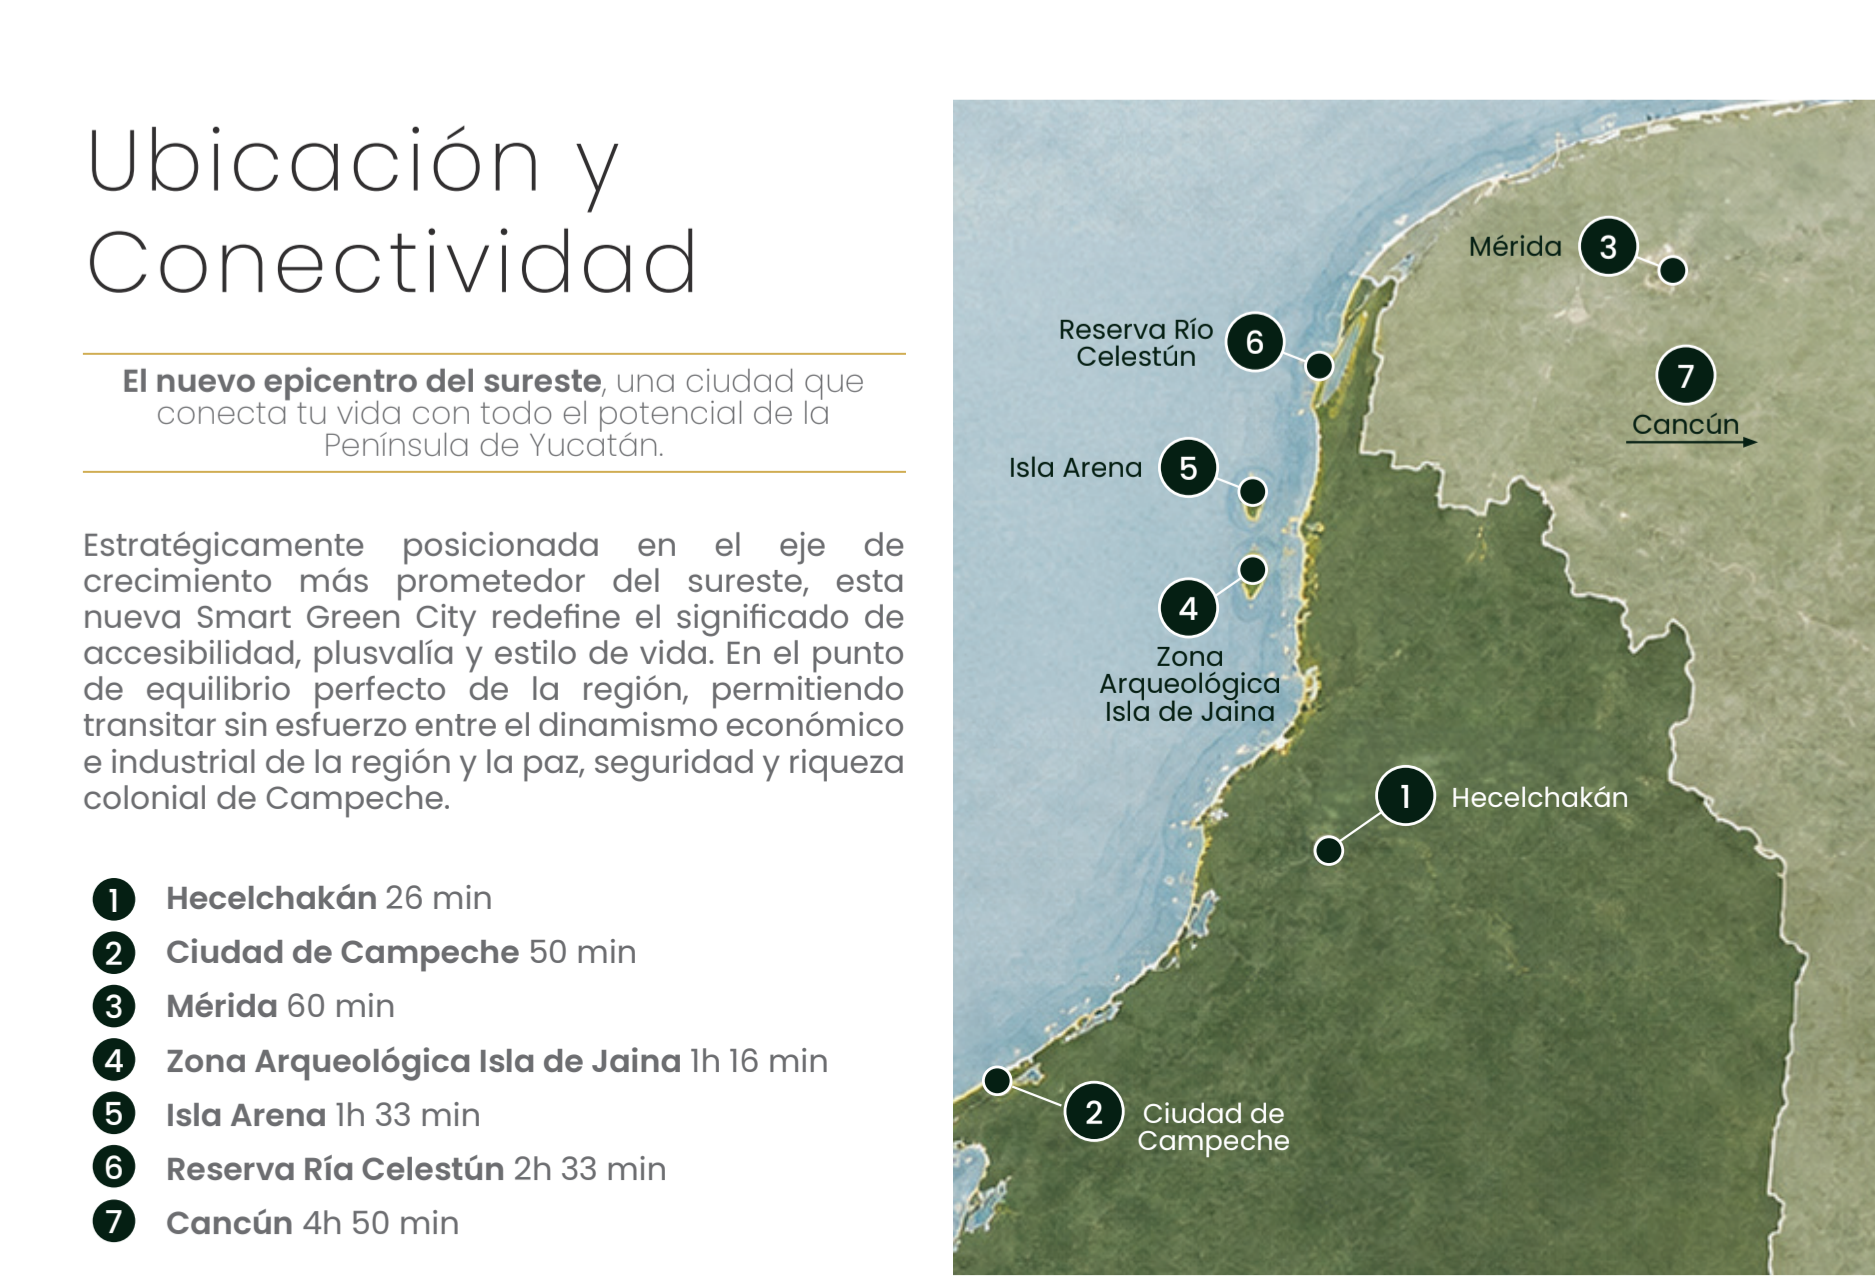 Ubicación y
Conectividad
El nuevo epicentro del sureste, una ciudad que
conecta tu vida con todo el potencial de la
Península de Yucatán.
Estratégicamente posicionada en el eje de
crecimiento más prometedor del sureste, esta
nueva Smart Green City redefine el significado de
accesibilidad, plusvalía y estilo de vida. En el punto
de equilibrio perfecto de la región, permitiendo
transitar sin esfuerzo entre el dinamismo económico
e industrial de la región y la paz, seguridad y riqueza
colonial de Campeche.
1 Hecelchakán 26 min
2 Ciudad de Campeche 50 min
3 Mérida 60 min
4 Zona Arqueológica Isla de Jaina 1h 16 min
5 Isla Arena 1h 33 min
6 Reserva Ría Celestún 2h 33 min
7 Cancún 4h 50 min
Mérida 3
Reserva Río
Celestún
6
7
Cancún
Isla Arena 5
4
Zona
Arqueológica
Isla de Jaina
1 Hecelchakán
2 Ciudad de
Campeche